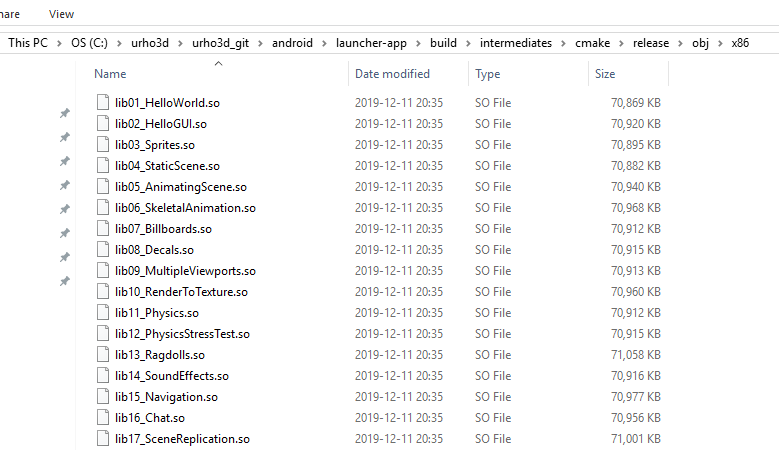 hare View
This PC > OS (C:) > urho3d > urho3d_git > android > launcher-app > build > intermediates > cmake > release > obj > x86
Name Date modified Type Size
lib01_HelloWorld.so 2019-12-11 20:35 SO File 70,869 KB
lib02_HelloGUI.so 2019-12-11 20:35 SO File 70,920 KB
lib03_Sprites.so 2019-12-11 20:35 SO File 70,895 KB
lib04_StaticScene.so 2019-12-11 20:35 SO File 70,882 KB
lib05_AnimatingScene.so 2019-12-11 20:35 SO File 70,940 KB
lib06_SkeletalAnimation.so 2019-12-11 20:35 SO File 70,968 KB
lib07_Billboards.so 2019-12-11 20:35 SO File 70,912 KB
lib08_Decals.so 2019-12-11 20:35 SO File 70,915 KB
lib09_MultipleViewports.so 2019-12-11 20:35 SO File 70,913 KB
lib10_RenderToTexture.so 2019-12-11 20:35 SO File 70,960 KB
lib11_Physics.so 2019-12-11 20:35 SO File 70,912 KB
lib12_PhysicsStressTest.so 2019-12-11 20:35 SO File 70,915 KB
lib13_Ragdolls.so 2019-12-11 20:35 SO File 71,058 KB
lib14_SoundEffects.so 2019-12-11 20:35 SO File 70,916 KB
lib15_Navigation.so 2019-12-11 20:35 SO File 70,977 KB
lib16_Chat.so 2019-12-11 20:35 SO File 70,956 KB
lib17_SceneReplication.so 2019-12-11 20:35 SO File 71,001 KB